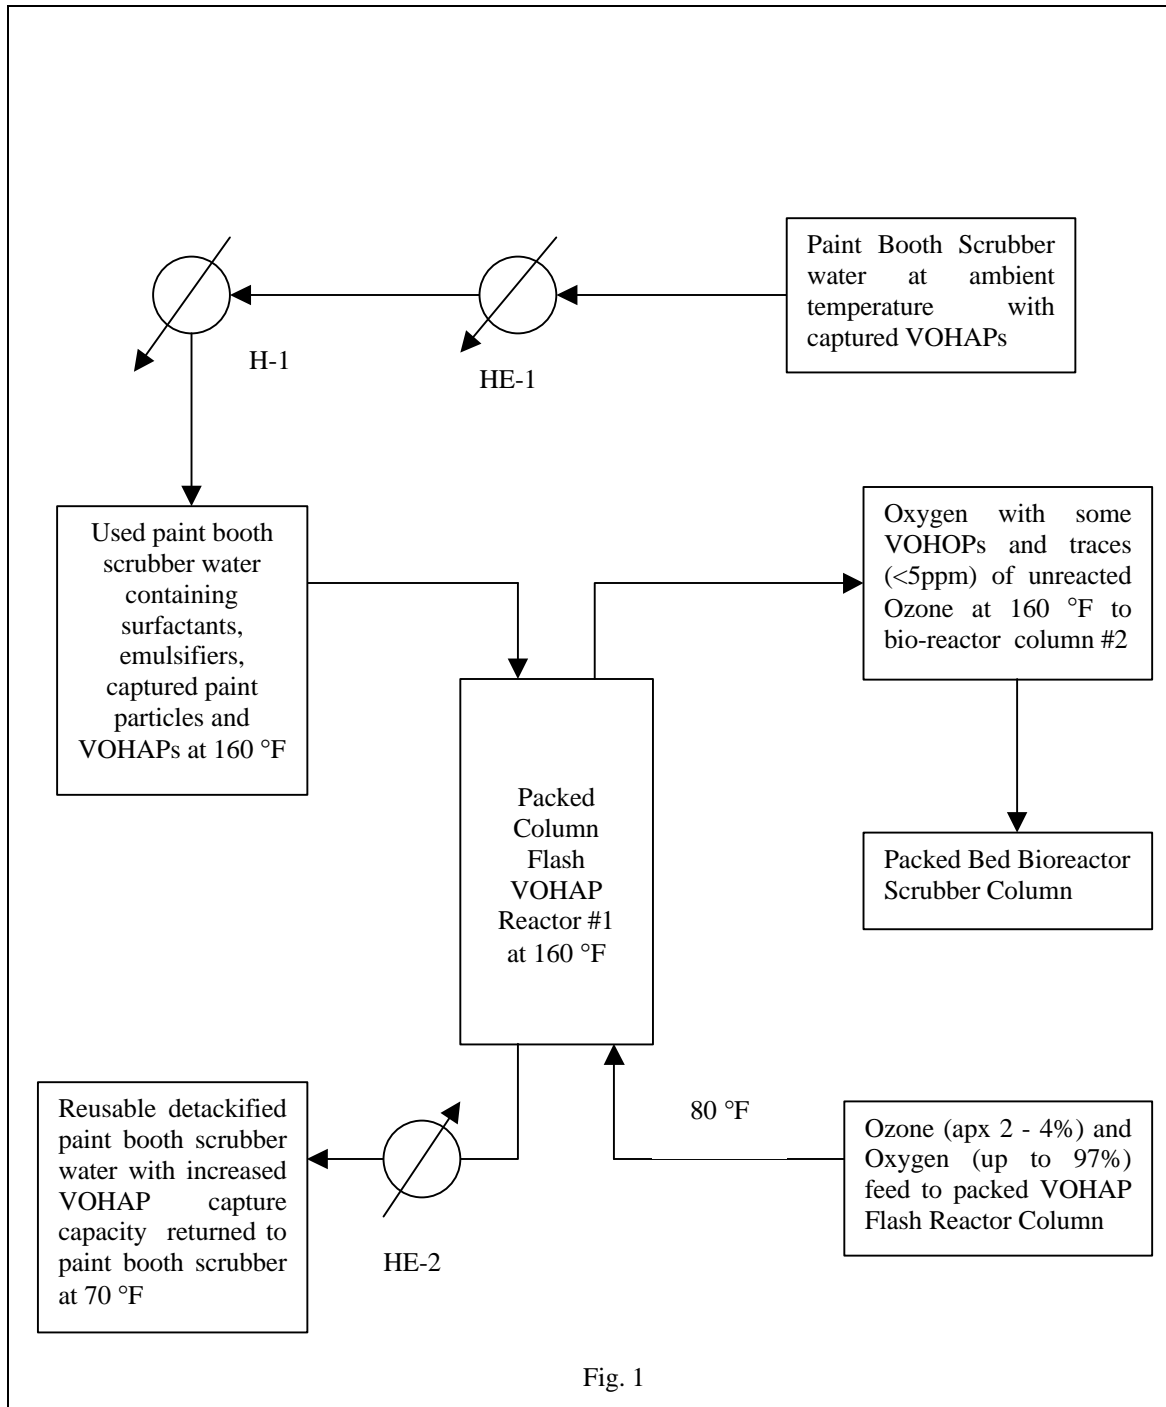 Paint Booth Scrubber
water at ambient
temperature with
captured VOHAPs
H-1
HE-1
Used paint booth
scrubber water
containing
surfactants,
emulsifiers,
captured paint
particles and
VOHAPs at 160 °F
Oxygen with some
VOHOPs and traces
(<5ppm) of unreacted
Ozone at 160 °F to
bio-reactor column #2
Packed
Column
Flash
VOHAP
Reactor #1
at 160 °F
Packed Bed Bioreactor
Scrubber Column
Reusable detackified
paint booth scrubber
water with increased
VOHAP capture
capacity returned to
paint booth scrubber
at 70 °F
HE-2
80 °F
Ozone (apx 2 - 4%) and
Oxygen (up to 97%)
feed to packed VOHAP
Flash Reactor Column
Fig. 1